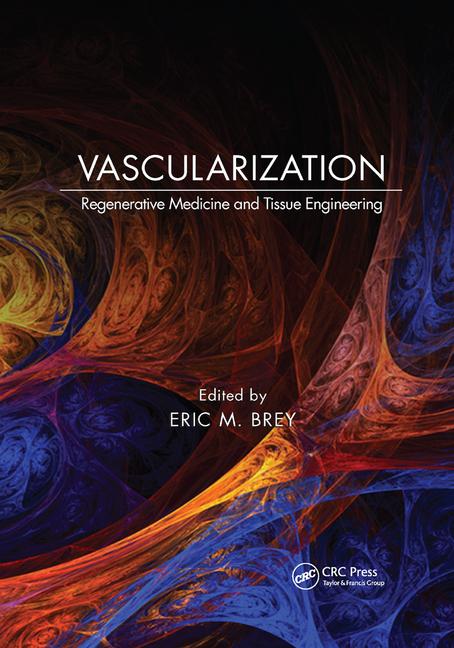 VASCULARIZATION
Regenerative Medicine and Tissue Engineering
Edited by
ERIC M. BREY
CRC
CRC Press
Taylor & Francis Group